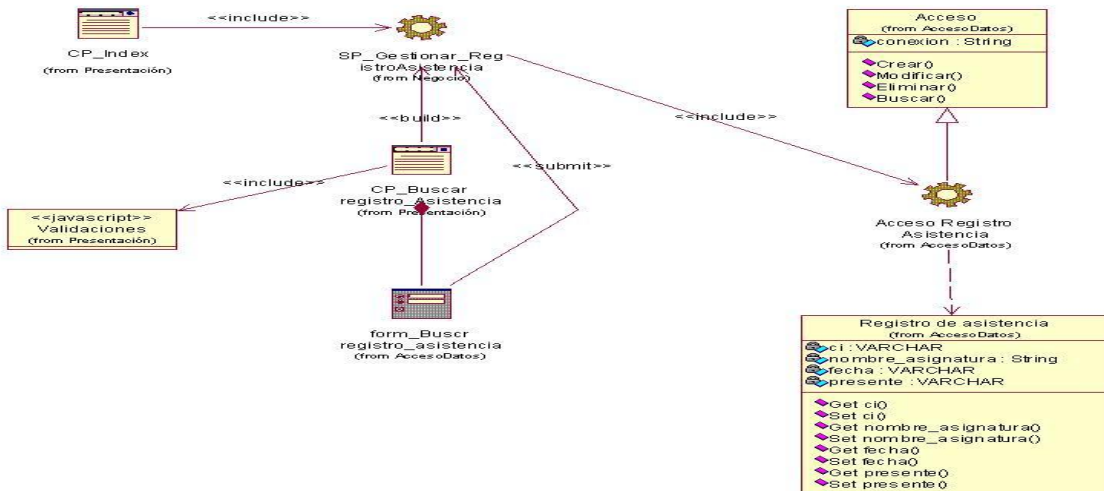 <<include>>
CP_Index
(from Presentación)
SP_Gestionar_Reg
istroAsistencia
(from Negocio)
Acceso
(from AccesoDatos)
conexion : String
Crear()
Modificar()
Eliminar()
Buscar()
<<build>>
<<include>>
<<submit>>
<<include>>
CP_Buscar
registro_Asistencia
(from Presentación)
<<javascript>>
Validaciones
(from Presentación)
Acceso Registro
Asistencia
(from AccesoDatos)
form_Buscr
registro_asistencia
(from AccesoDatos)
Registro de asistencia
(from AccesoDatos)
ci : VARCHAR
nombre_asignatura : String
fecha : VARCHAR
presente : VARCHAR
Get ci()
Set ci()
Get nombre_asignatura()
Set nombre_asignatura()
Get fecha()
Set fecha()
Get presente()
Set presente()